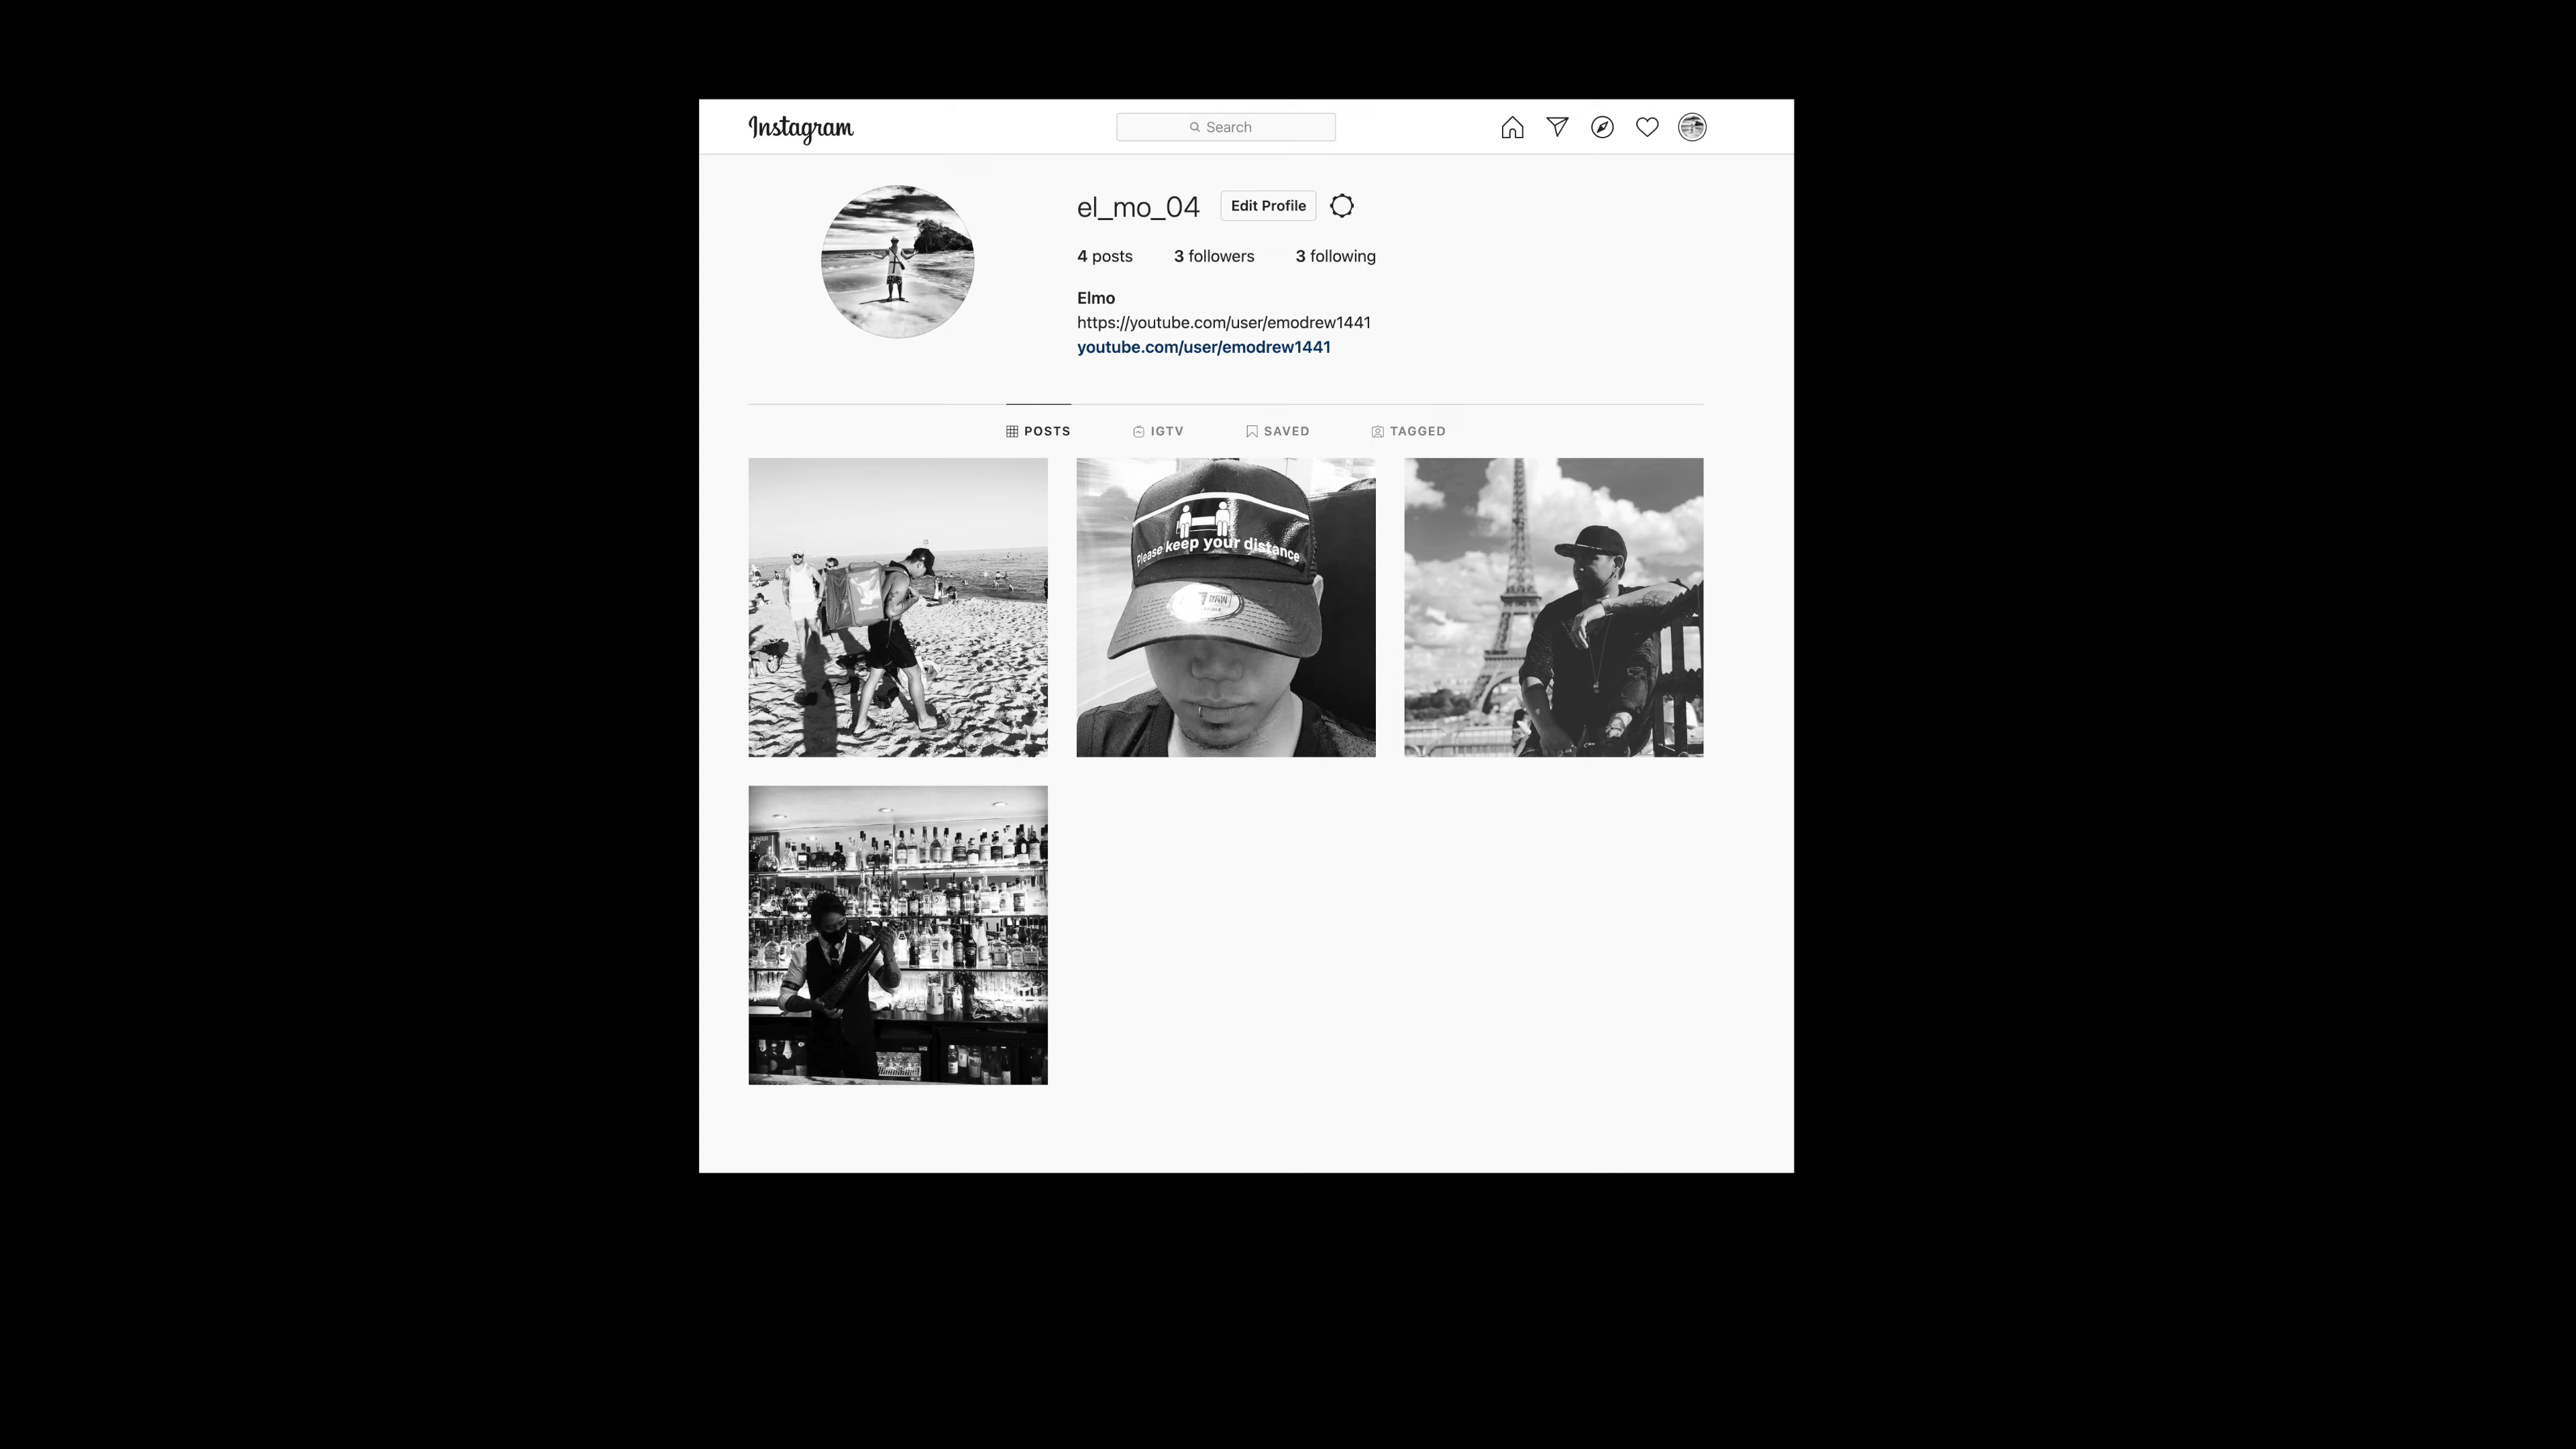 Instagram
Search
el_mo_04 Edit Profile
4 posts 3 followers 3 following
Elmo
https://youtube.com/user/emodrew1441
youtube.com/user/emodrew1441
POSTS IGTV SAVED TAGGED
Please keep your distance